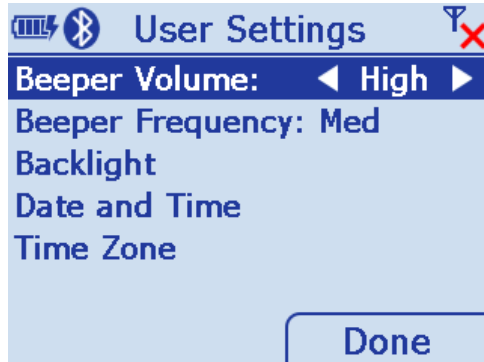 User Settings
Beeper Volume: High
Beeper Frequency: Med
Backlight
Date and Time
Time Zone
Done